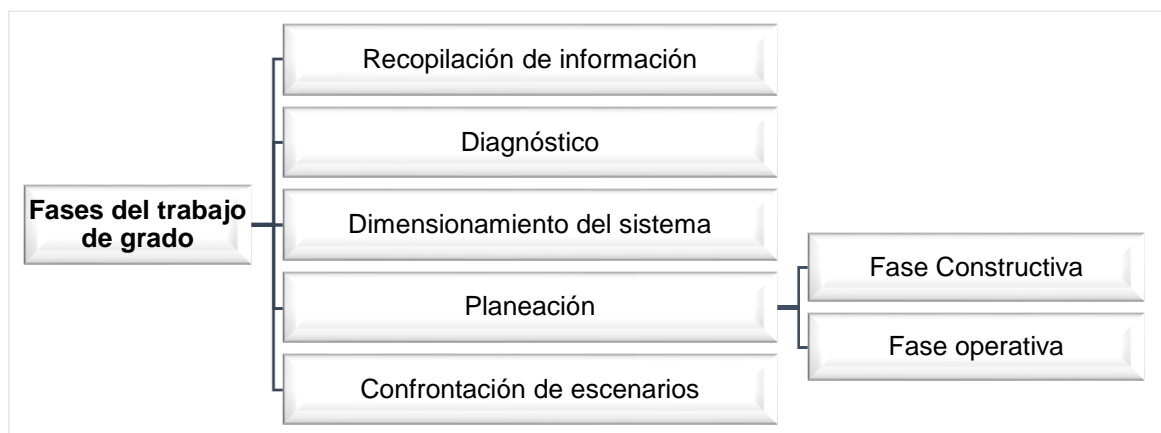 Fases del trabajo
de grado
Recopilación de información
Diagnóstico
Dimensionamiento del sistema
Planeación
Confrontación de escenarios
Fase Constructiva
Fase operativa